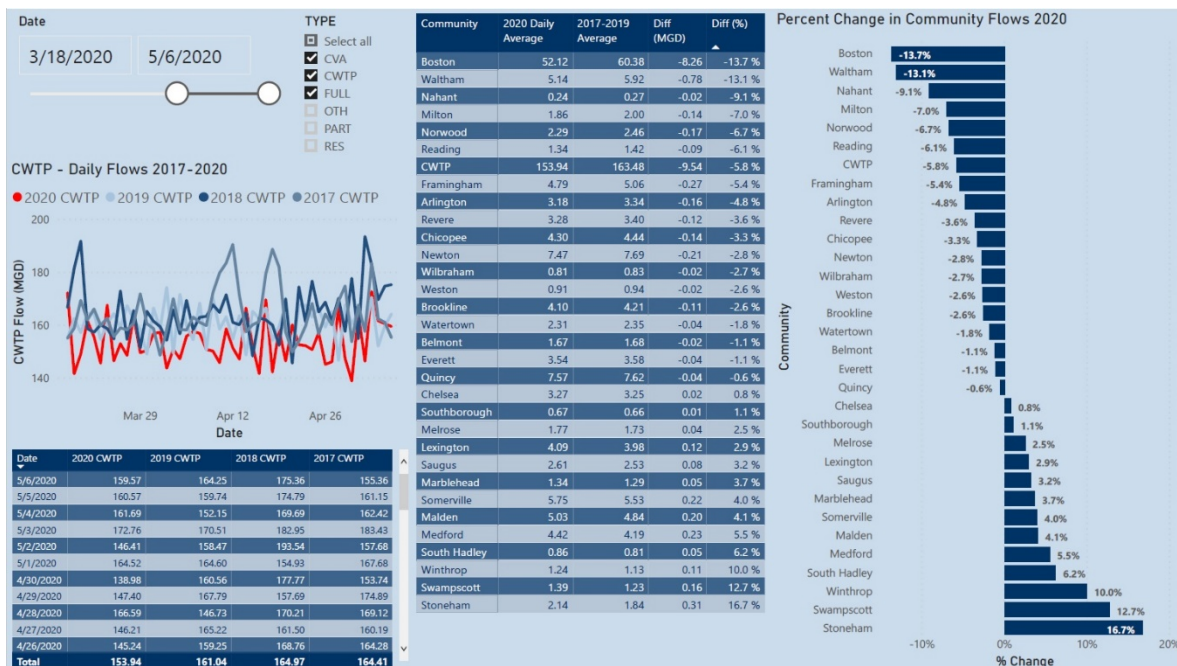 Date
3/18/2020 5/6/2020
TYPE
Select all
CVA
CWTP
FULL
OTH
PART
RES
CWTP - Daily Flows 2017-2020
2020 CWTP 2019 CWTP 2018 CWTP 2017 CWTP
CWTP Flow (MGD)
200
180
160
140
Mar 29 Apr 12 Apr 26
Date
Date 2020 CWTP 2019 CWTP 2018 CWTP 2017 CWTP
5/6/2020 159.57 164.25 175.36 155.36
5/5/2020 160.57 159.74 174.79 161.15
5/4/2020 161.69 152.15 169.69 162.42
5/3/2020 172.76 170.51 182.95 183.43
5/2/2020 146.41 158.47 193.54 157.68
5/1/2020 164.52 164.60 154.93 167.68
4/30/2020 138.98 160.56 177.77 153.74
4/29/2020 147.40 167.79 157.69 174.89
4/28/2020 166.59 146.73 170.21 169.12
4/27/2020 146.21 165.22 161.50 160.19
4/26/2020 145.24 159.25 168.76 164.28
Total 153.94 161.04 164.97 164.41
Community 2020 Daily Average 2017-2019 Average Diff (MGD) Diff (%)
Boston 52.12 60.38 -8.26 -13.7 %
Waltham 5.14 5.92 -0.78 -13.1 %
Nahant 0.24 0.27 -0.02 -9.1 %
Milton 1.86 2.00 -0.14 -7.0 %
Norwood 2.29 2.46 -0.17 -6.7 %
Reading 1.34 1.42 -0.09 -6.1 %
CWTP 153.94 163.48 -9.54 -5.8 %
Framingham 4.79 5.06 -0.27 -5.4 %
Arlington 3.18 3.34 -0.16 -4.8 %
Revere 3.28 3.40 -0.12 -3.6 %
Chicopee 4.30 4.44 -0.14 -3.3 %
Newton 7.47 7.69 -0.21 -2.8 %
Wilbraham 0.81 0.83 -0.02 -2.7 %
Weston 0.91 0.94 -0.02 -2.6 %
Brookline 4.10 4.21 -0.11 -2.6 %
Watertown 2.31 2.35 -0.04 -1.8 %
Belmont 1.67 1.68 -0.02 -1.1 %
Everett 3.54 3.58 -0.04 -1.1 %
Quincy 7.57 7.62 -0.04 -0.6 %
Chelsea 3.27 3.25 0.02 0.8 %
Southborough 0.67 0.66 0.01 1.1 %
Melrose 1.77 1.73 0.04 2.5 %
Lexington 4.09 3.98 0.12 2.9 %
Saugus 2.61 2.53 0.08 3.2 %
Marblehead 1.34 1.29 0.05 3.7 %
Somerville 5.75 5.53 0.22 4.0 %
Malden 5.03 4.84 0.20 4.1 %
Medford 4.42 4.19 0.23 5.5 %
South Hadley 0.86 0.81 0.05 6.2 %
Winthrop 1.24 1.13 0.11 10.0 %
Swampscott 1.39 1.23 0.16 12.7 %
Stoneham 2.14 1.84 0.31 16.7 %
Percent Change in Community Flows 2020
Community
Boston -13.7%
Waltham -13.1%
Nahant -9.1%
Milton -7.0%
Norwood -6.7%
Reading -6.1%
CWTP -5.8%
Framingham -5.4%
Arlington -4.8%
Revere -3.6%
Chicopee -3.3%
Newton -2.8%
Wilbraham -2.7%
Weston -2.6%
Brookline -2.6%
Watertown -1.8%
Belmont -1.1%
Everett -1.1%
Quincy -0.6%
Chelsea 0.8%
Southborough 1.1%
Melrose 2.5%
Lexington 2.9%
Saugus 3.2%
Marblehead 3.7%
Somerville 4.0%
Malden 4.1%
Medford 5.5%
South Hadley 6.2%
Winthrop 10.0%
Swampscott 12.7%
Stoneham 16.7%
-10% 0% 10% 20%
% Change